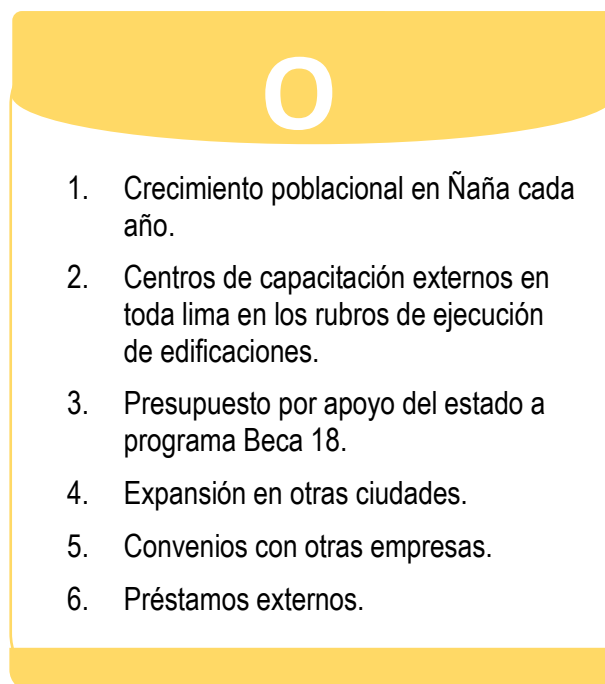 O
1. Crecimiento poblacional en Ñaña cada
año.
2. Centros de capacitación externos en
toda lima en los rubros de ejecución
de edificaciones.
3. Presupuesto por apoyo del estado a
programa Beca 18.
4. Expansión en otras ciudades.
5. Convenios con otras empresas.
6. Préstamos externos.